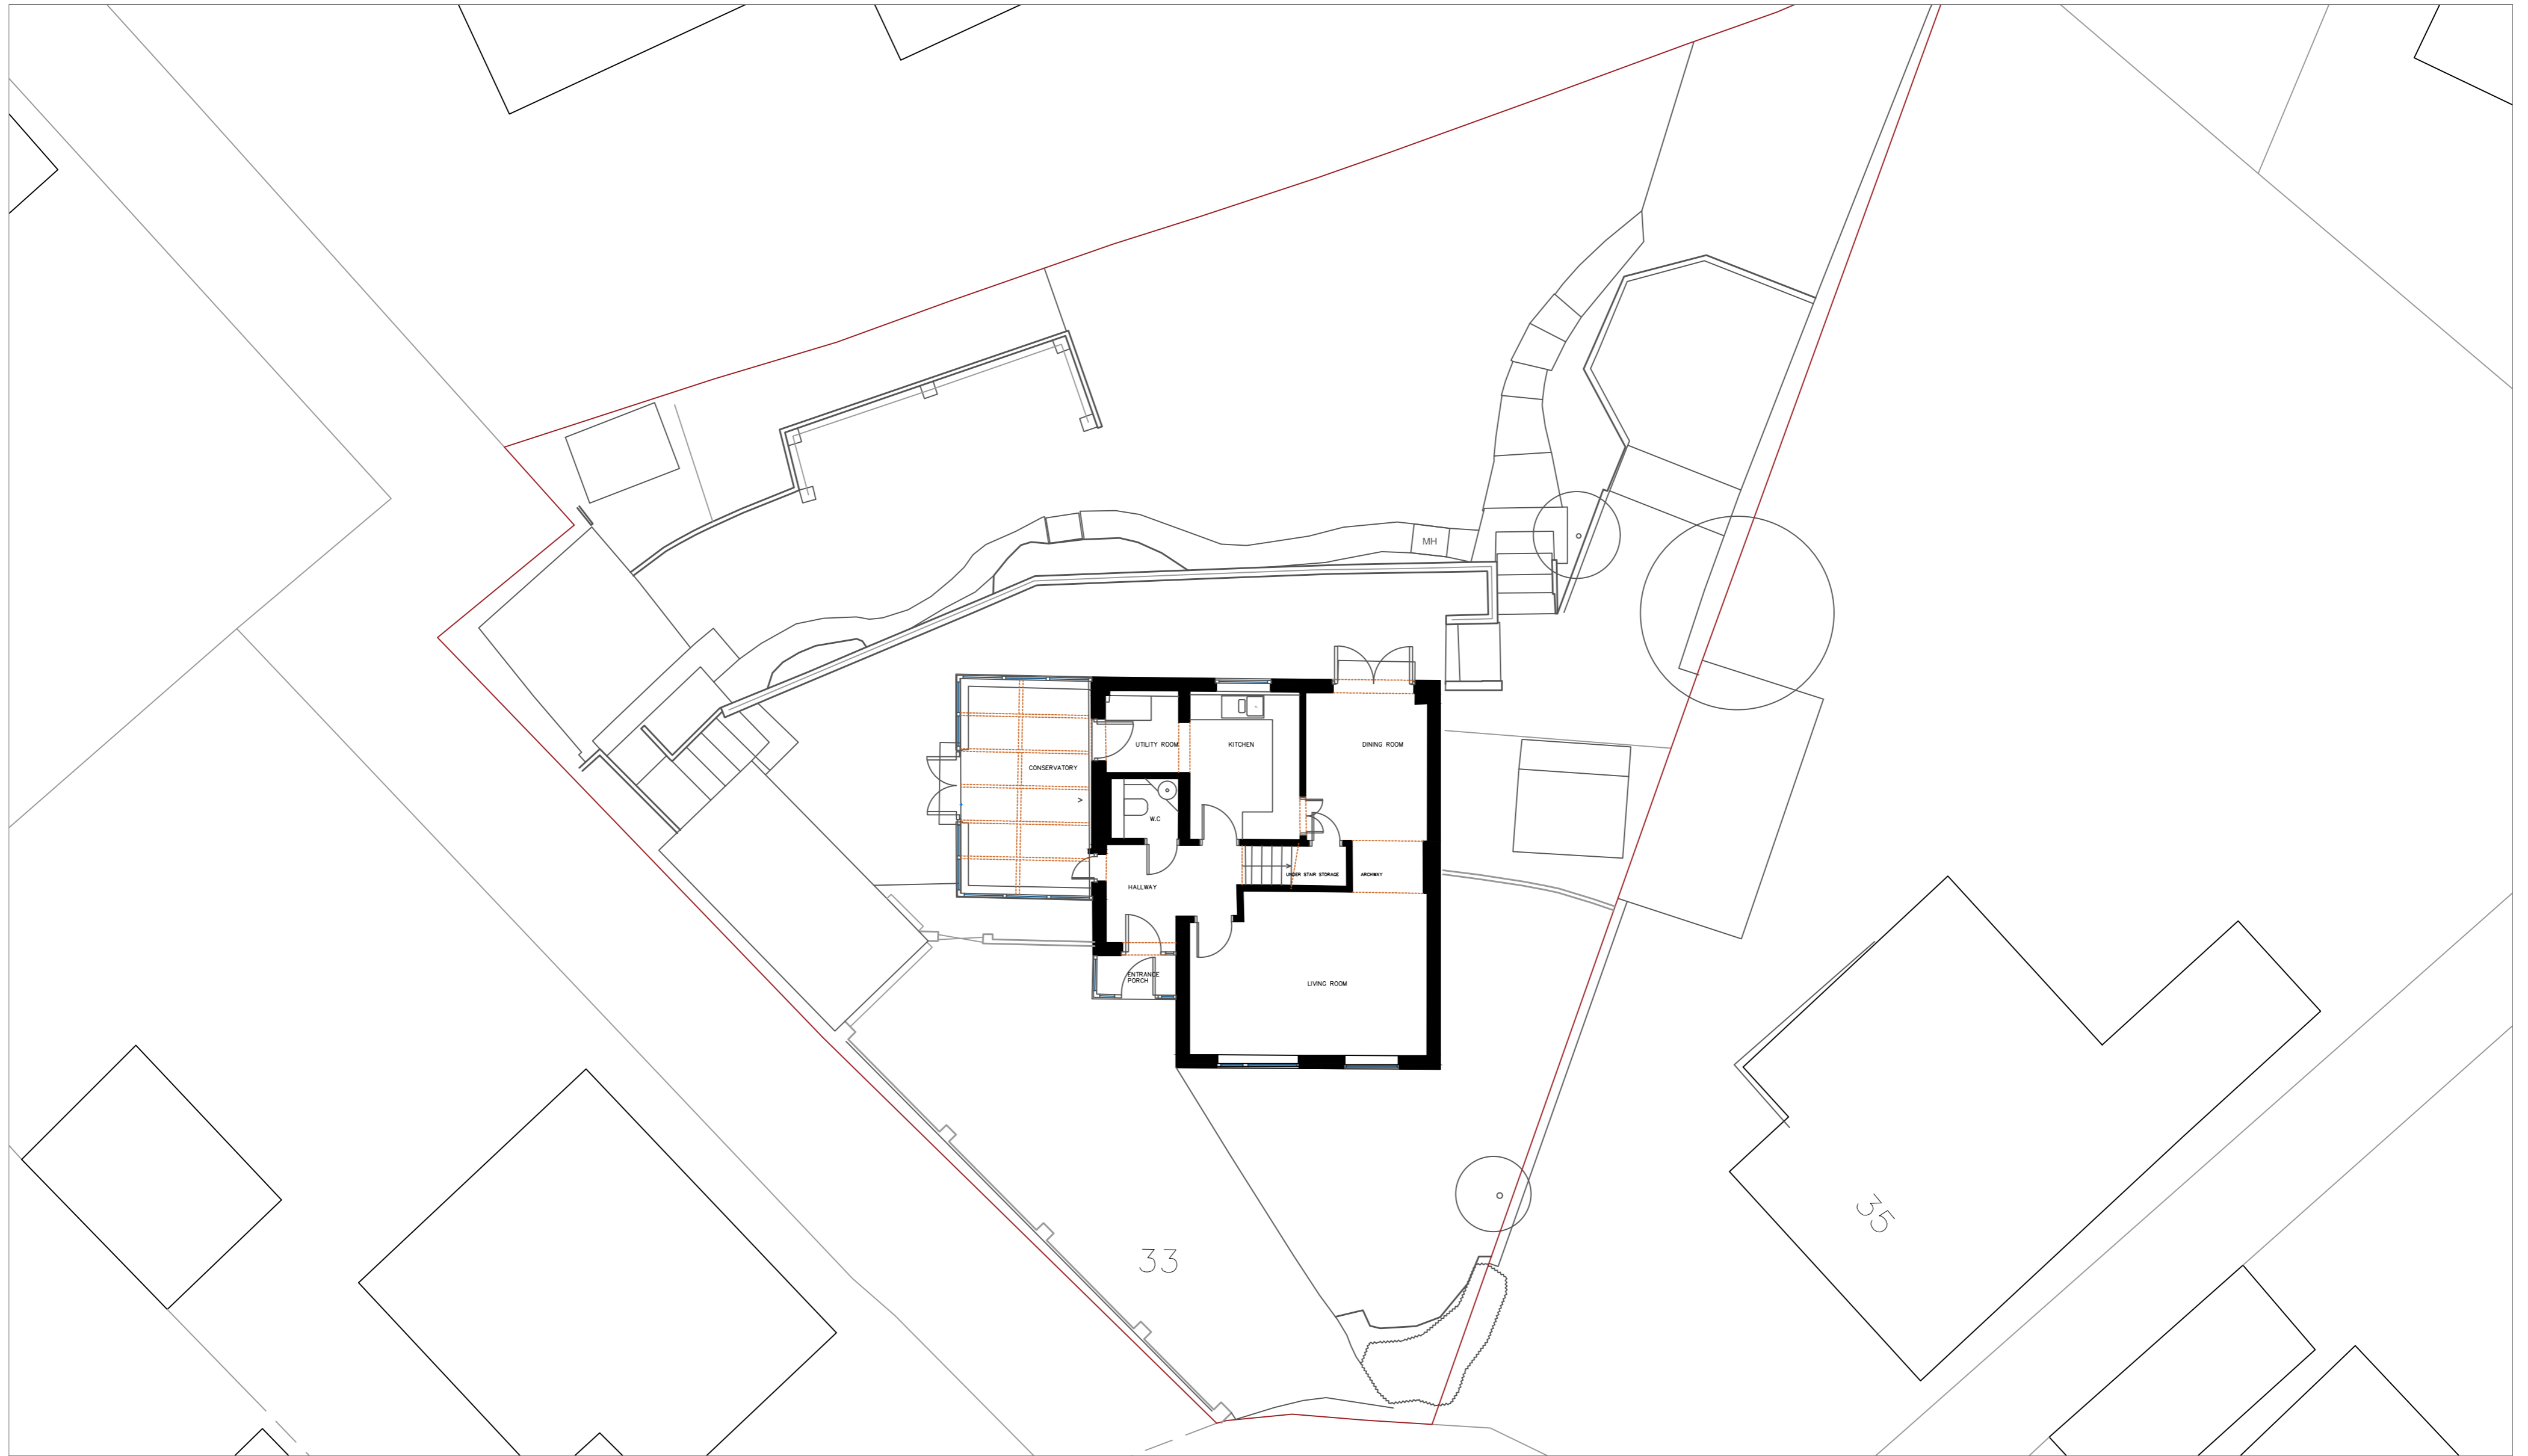 MH
UTILITY ROOM
KITCHEN
DINING ROOM
CONSERVATORY
W.C
UNDER STAIR STORAGE
ARCHWAY
HALLWAY
ENTRANCE
PORCH
LIVING ROOM
35
33